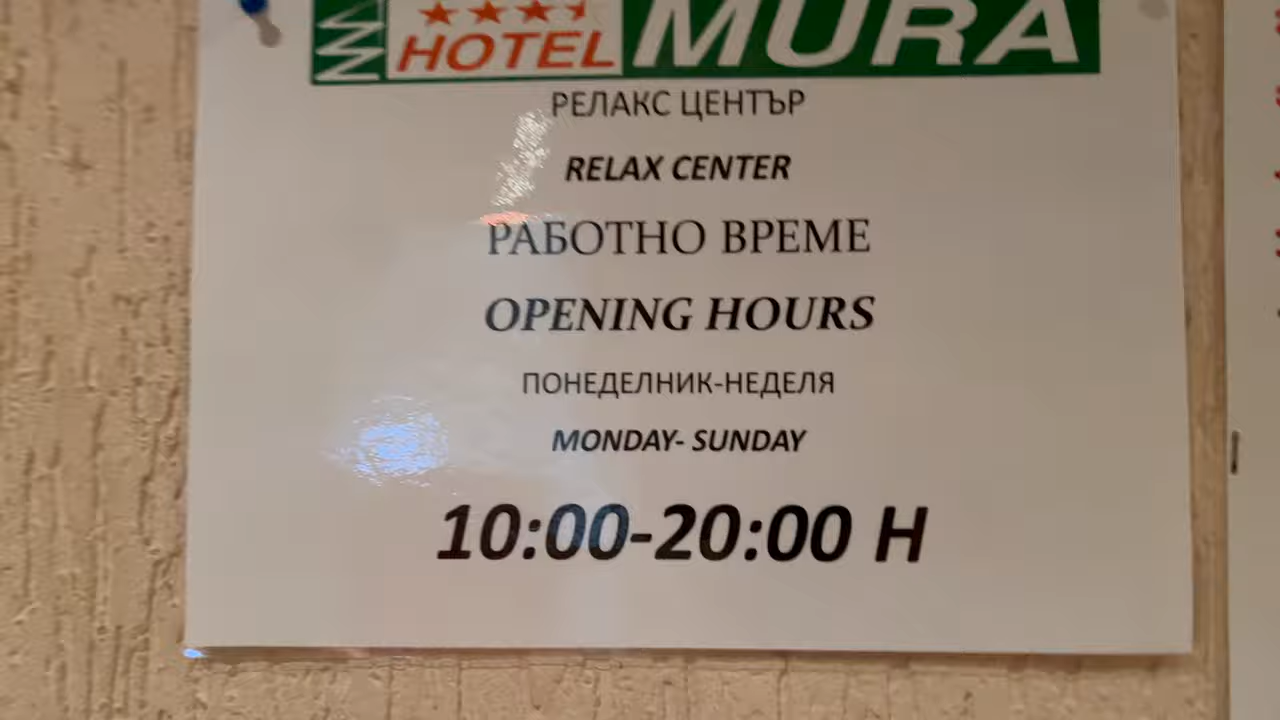 HOTEL MURA
РЕЛАКС ЦЕНТЪР
RELAX CENTER
РАБОТНО ВРЕМЕ
OPENING HOURS
ПОНЕДЕЛНИК-НЕДЕЛЯ
MONDAY- SUNDAY
10:00-20:00 H